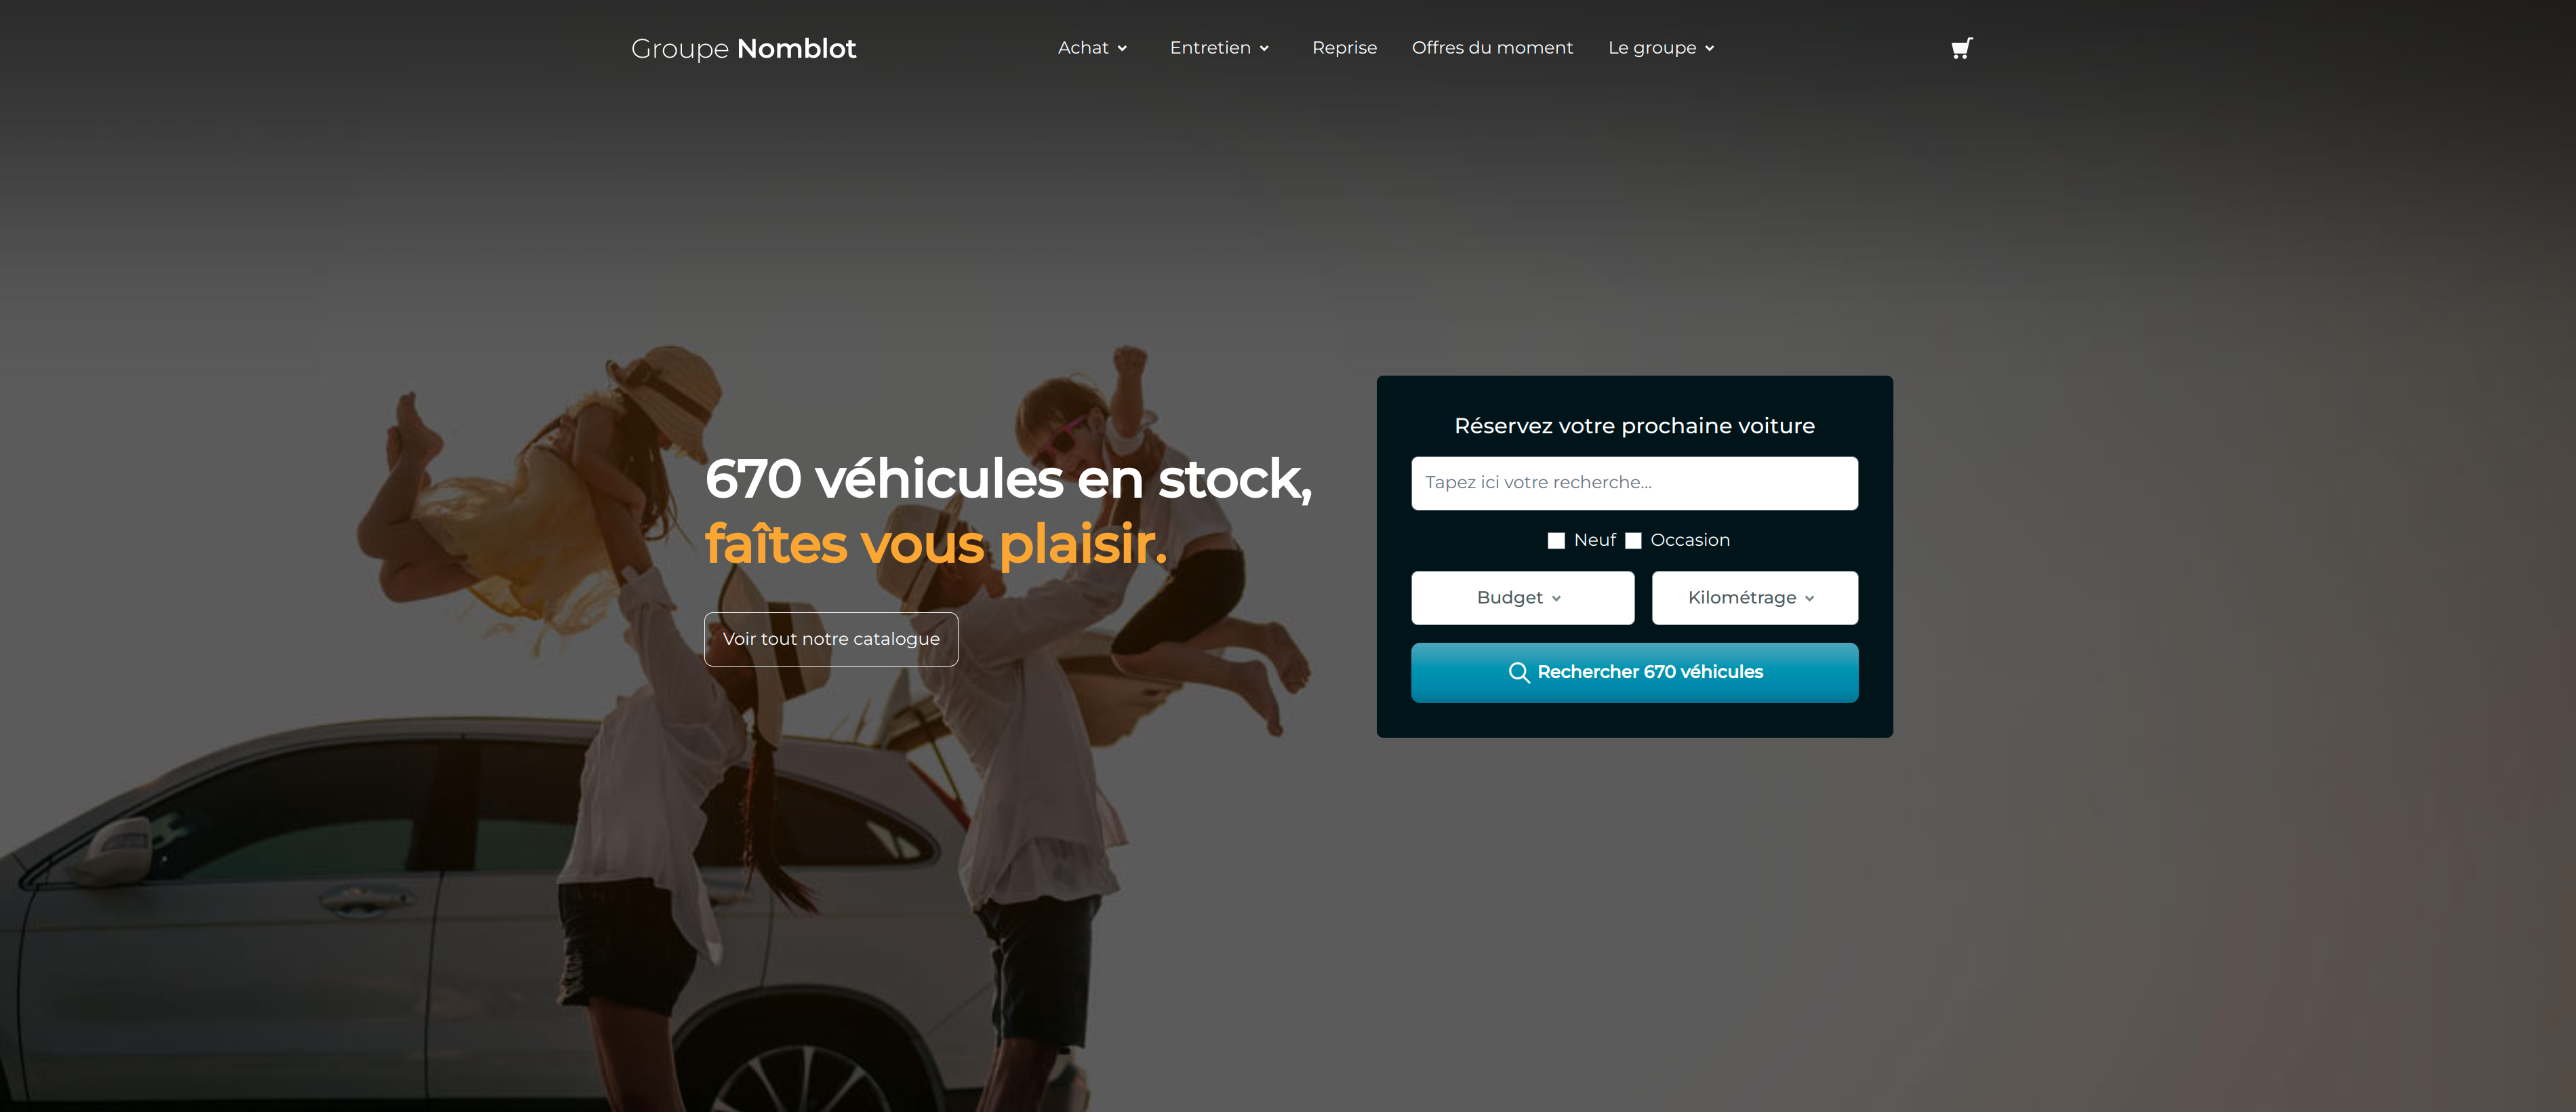 Groupe Nomblot
Achat
Entretien
Reprise
Offres du moment
Le groupe
670 véhicules en stock,
faîtes vous plaisir.
Voir tout notre catalogue
Réservez votre prochaine voiture
Tapez ici votre recherche...
Neuf Occasion
Budget
Kilométrage
Rechercher 670 véhicules